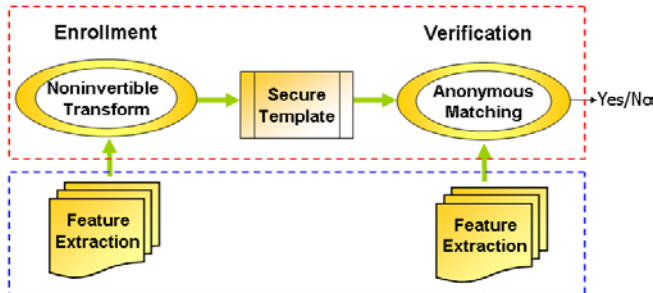 Enrollment
Verification
Noninvertible
Transform
Secure
Template
Anonymous
Matching
Yes/No
Feature
Extraction
Feature
Extraction